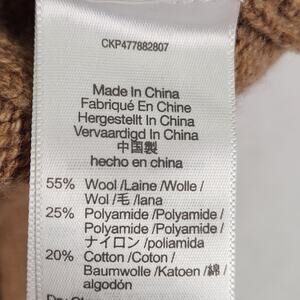 CKP477882807
Made In China
Fabriqué En Chine
Hergestellt In China
Vervaardigd In China
中国製
hecho en china
55% Wool /Laine /Wolle /
Wol /毛 /lana
25% Polyamide /Polyamide /
Polyamide /Polyamide /
ナイロン /poliamida
20% Cotton /Coton /
Baumwolle /Katoen /綿 /
algodón